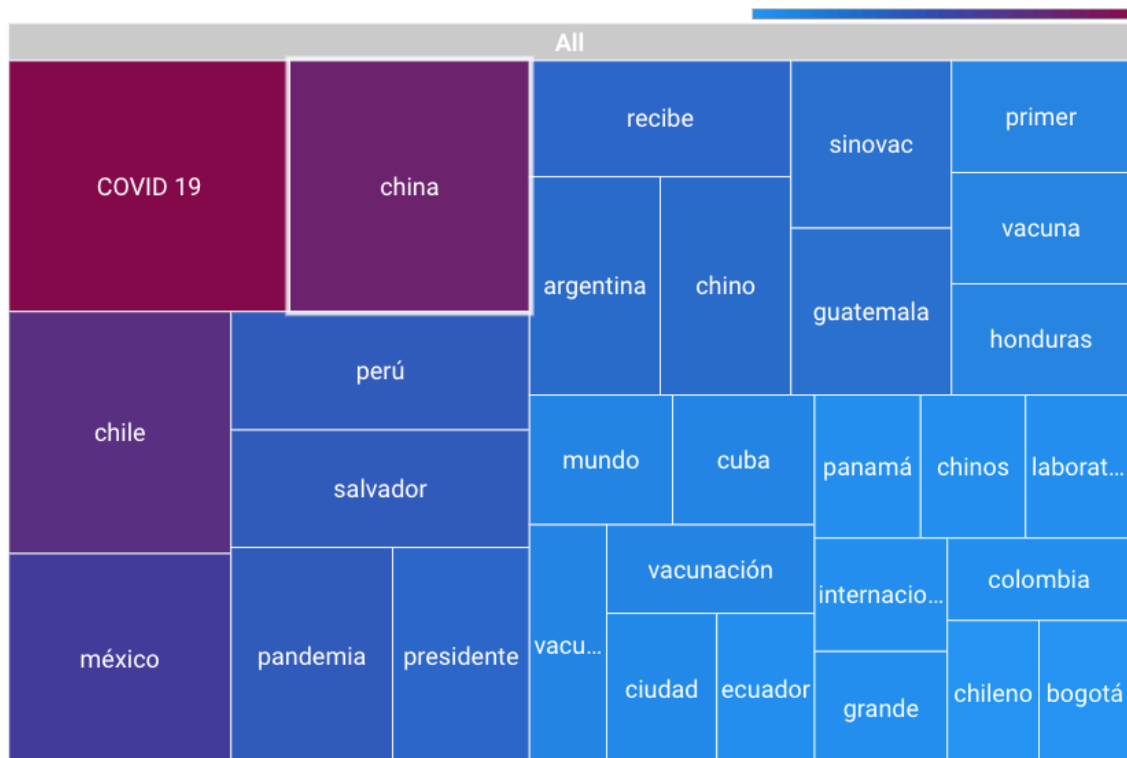 All
COVID 19
china
recibe
sinovac
primer
vacuna
argentina
chino
guatemala
honduras
chile
perú
salvador
mundo
cuba
panamá
chinos
laborat...
méxico
pandemia
presidente
vacu...
vacunación
internacio...
colombia
ciudad
ecuador
grande
chileno
bogotá